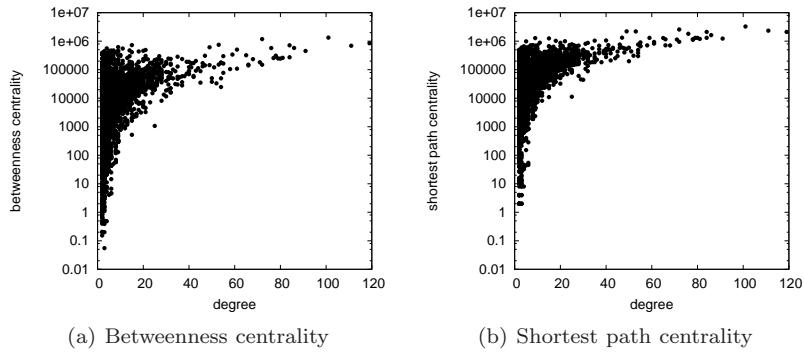 1e+07
1e+06
100000
10000
1000
100
10
1
0.1
0.01
betweenness centrality
0 20 40 60 80 100 120
degree
(a) Betweenness centrality
1e+07
1e+06
100000
10000
1000
100
10
1
0.1
0.01
shortest path centrality
0 20 40 60 80 100 120
degree
(b) Shortest path centrality